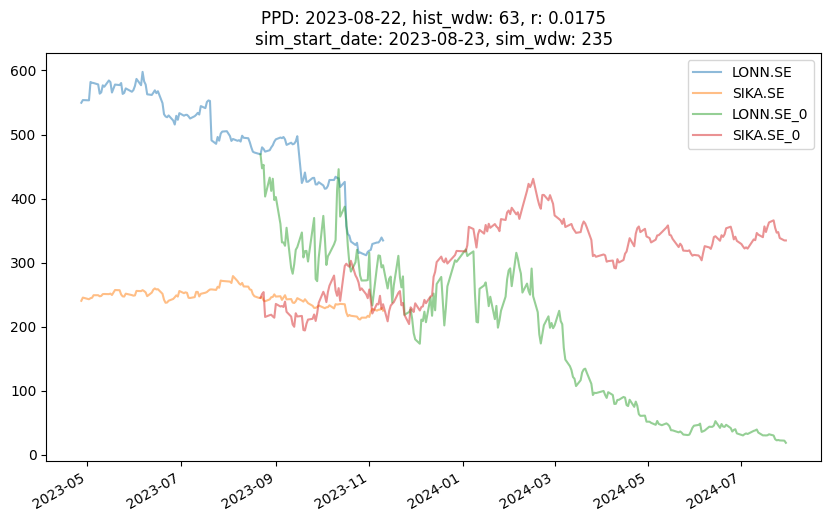 PPD: 2023-08-22, hist_wdw: 63, r: 0.0175
sim_start_date: 2023-08-23, sim_wdw: 235
LONN.SE
SIKA.SE
LONN.SE_0
SIKA.SE_0
600
500
400
300
200
100
0
2023-05
2023-07
2023-09
2023-11
2024-01
2024-03
2024-05
2024-07